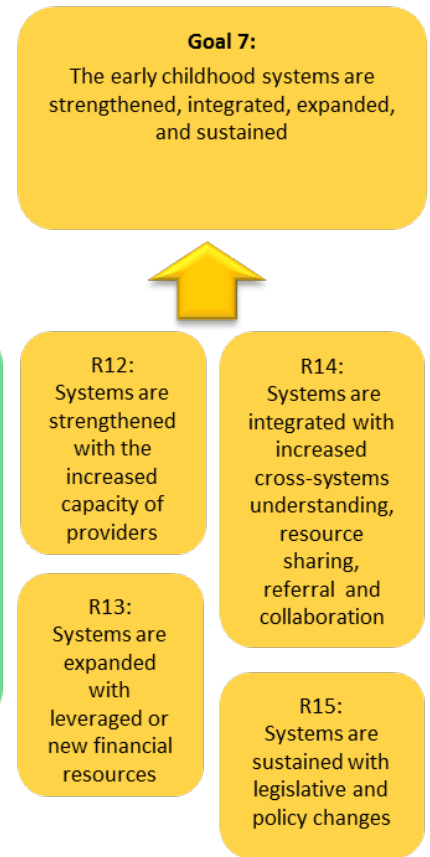 Goal 7:
The early childhood systems are
strengthened, integrated, expanded,
and sustained
R12:
Systems are
strengthened
with the
increased
capacity of
providers
R13:
Systems are
expanded
with
leveraged or
new financial
resources
R14:
Systems are
integrated with
increased
cross-systems
understanding,
resource
sharing,
referral and
collaboration
R15:
Systems are
sustained with
legislative and
policy changes